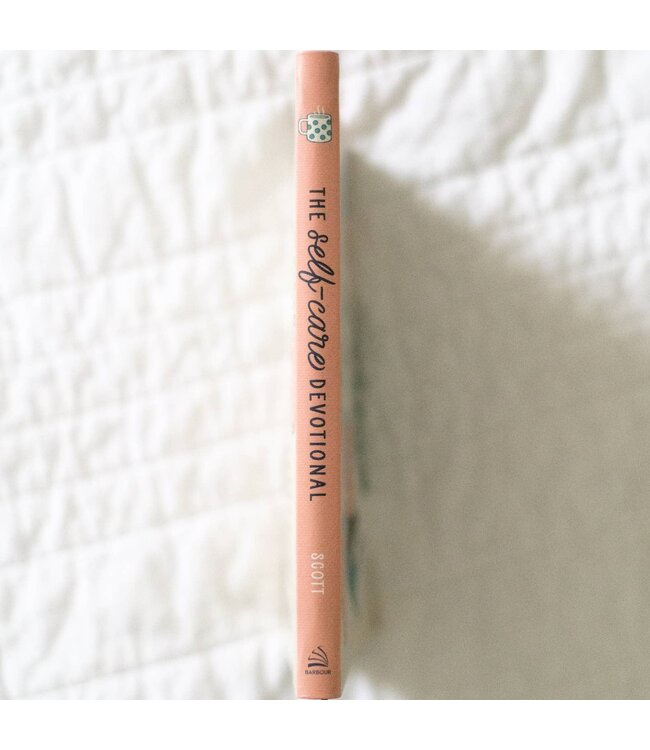 THE self-care DEVOTIONAL
SCOTT
BARBOUR